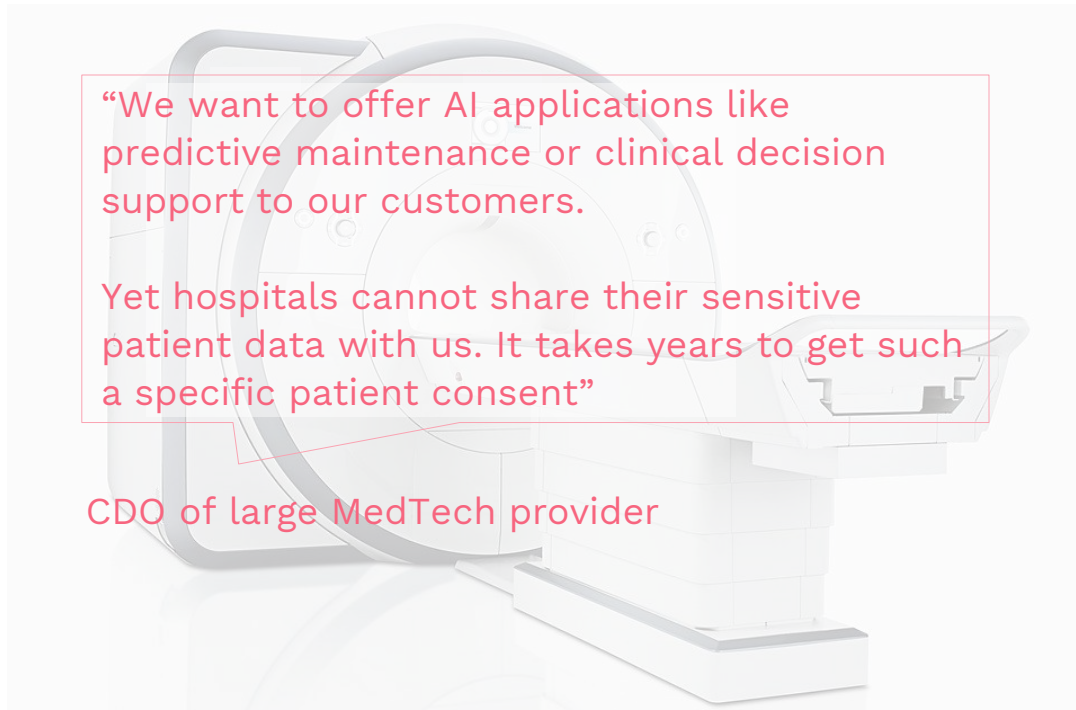 “We want to offer AI applications like
predictive maintenance or clinical decision
support to our customers.
Yet hospitals cannot share their sensitive
patient data with us. It takes years to get such
a specific patient consent”
CDO of large MedTech provider